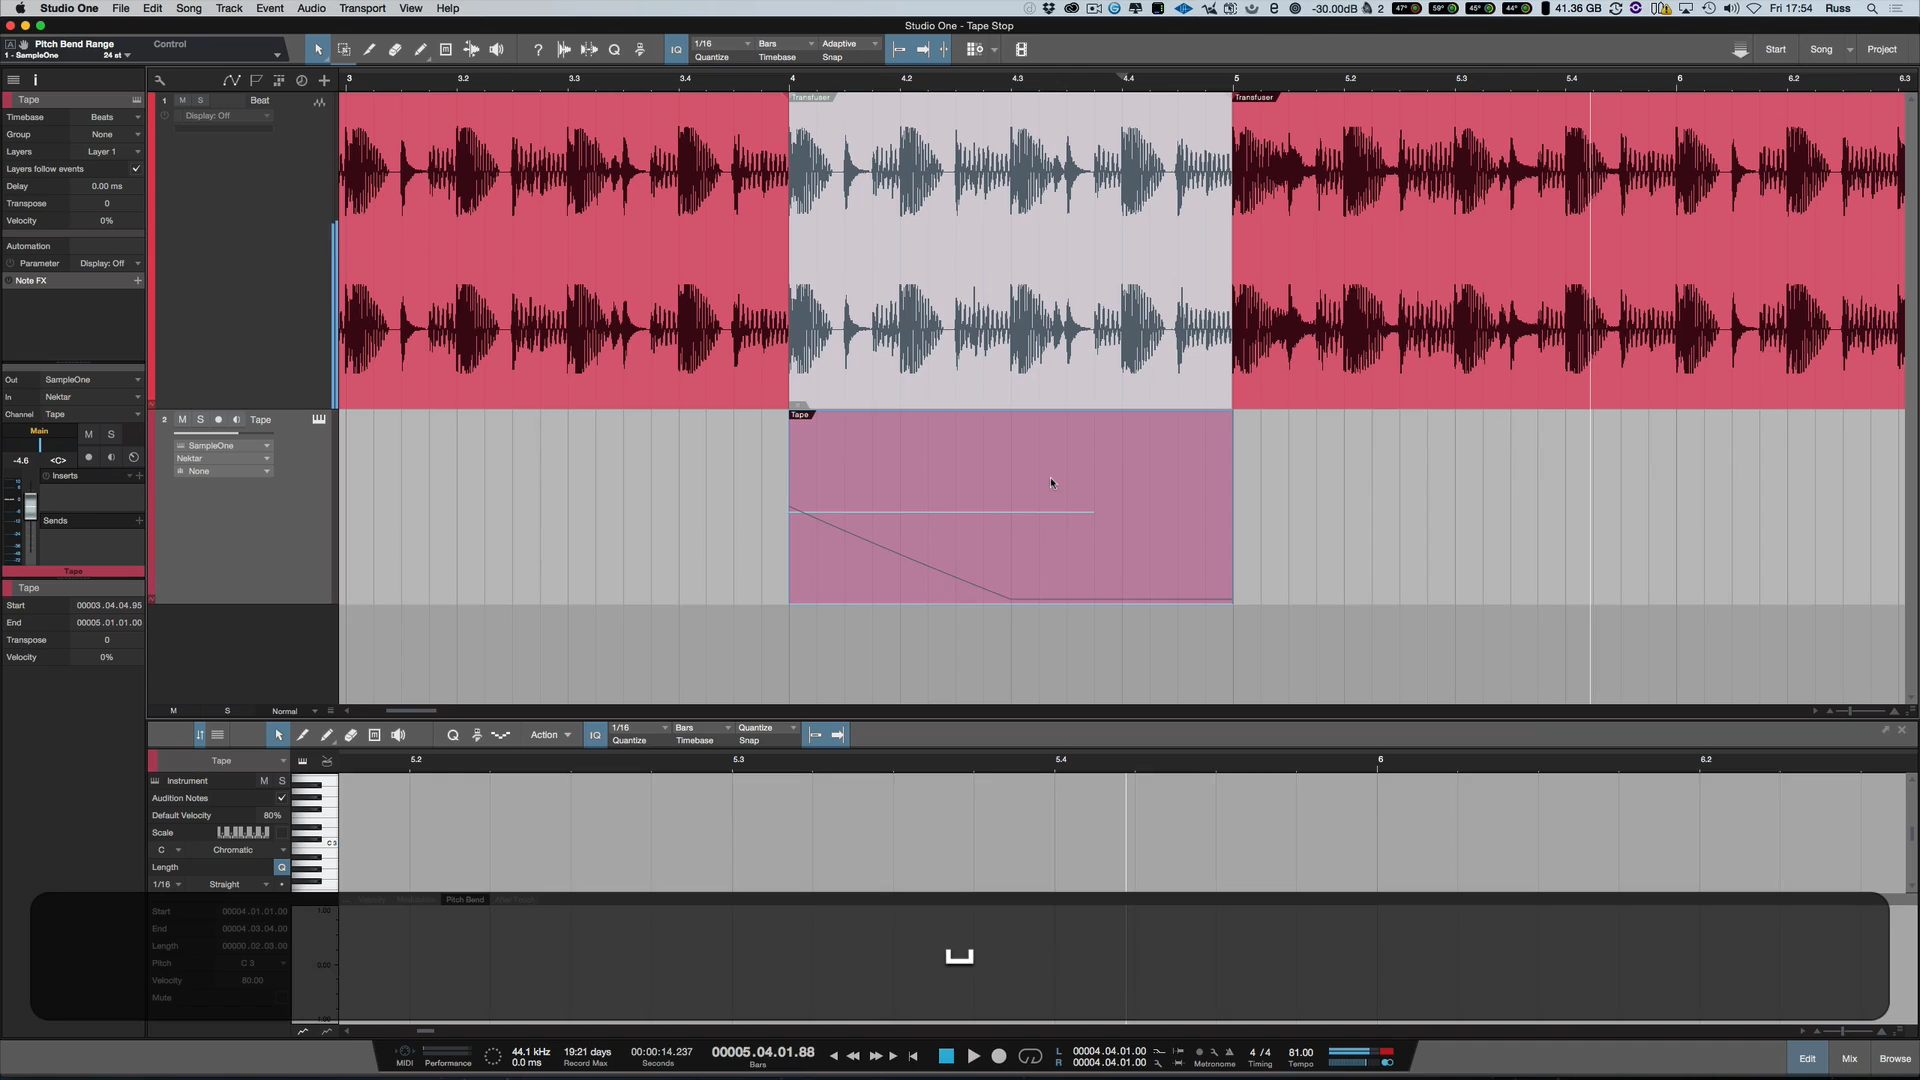 Studio One File Edit Song Track Event Audio Transport View Help
-30.00dB 2 47° 59° 45° 44° 41.36 GB Fri 17:54 Russ
Studio One - Tape Stop
Pitch Bend Range Control
1 - SampleOne 24 st
IQ 1/16 Bars Adaptive
Quantize Timebase Snap
Start Song Project
3 3.2 3.3 3.4 4 4.2 4.3 4.4 5 5.2 5.3 5.4 6 6.2 6.3
Tape
Timebase Beats
Group None
Layers Layer 1
Layers follow events
Delay 0.00 ms
Transpose 0
Velocity 0%
Automation
Parameter Display: Off
Note FX
Out SampleOne
In Nektar
Channel Tape
Main M S
-4.6 <C>
Inserts
Sends
Tape
Tape
Start 00003.04.04.95
End 00005.01.01.00
Transpose 0
Velocity 0%
1 M S Beat
Display: Off
Transfuser
Transfuser
2 M S Tape
SampleOne
Nektar
None
Tape
M S Normal
Action IQ 1/16 Bars Quantize
Quantize Timebase Snap
Tape 5.2 5.3 5.4 6 6.2
Instrument M S
Audition Notes
Default Velocity 80%
Scale
C Chromatic
C 3
Length Q
1/16 Straight
Velocity Modulation Pitch Bend After Touch
Start 00004.01.01.00
End 00004.03.04.00
Length 00000.02.03.00
Pitch C 3
Velocity 80.00
Mute
1.00
0.00
-1.00
MIDI Performance
44.1 kHz
0.0 ms
19:21 days
Record Max
00:00:14.237
Seconds
00005.04.01.88
Bars
L 00004.04.01.00
R 00004.04.01.00
Metronome
4 / 4
Timing
81.00
Tempo
Edit Mix Browse